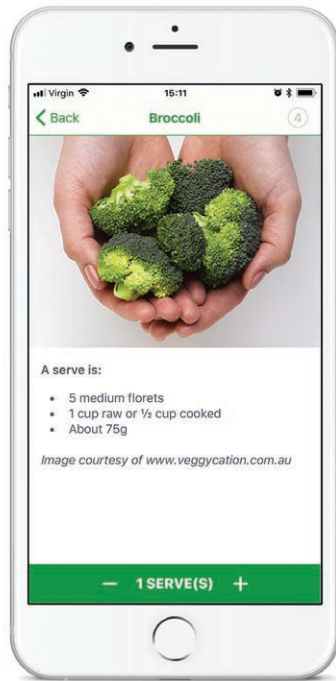 Virgin 15:11
Back Broccoli 4
A serve is:
• 5 medium florets
• 1 cup raw or ½ cup cooked
• About 75g
Image courtesy of www.veggycation.com.au
− 1 SERVE(S) +